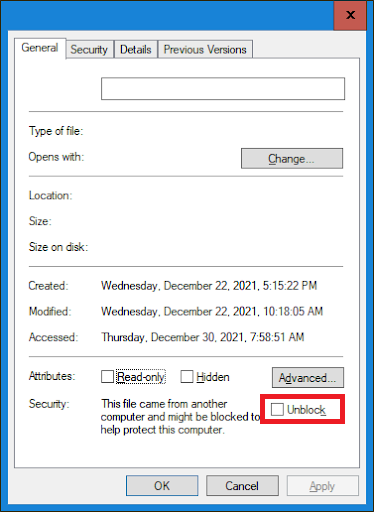 General Security Details Previous Versions
Type of file:
Opens with: Change...
Location:
Size:
Size on disk:
Created: Wednesday, December 22, 2021, 5:15:22 PM
Modified: Wednesday, December 22, 2021, 10:18:05 AM
Accessed: Thursday, December 30, 2021, 7:58:51 AM
Attributes: Read-only Hidden Advanced...
Security: This file came from another
computer and might be blocked to
help protect this computer.
Unblock
OK Cancel Apply